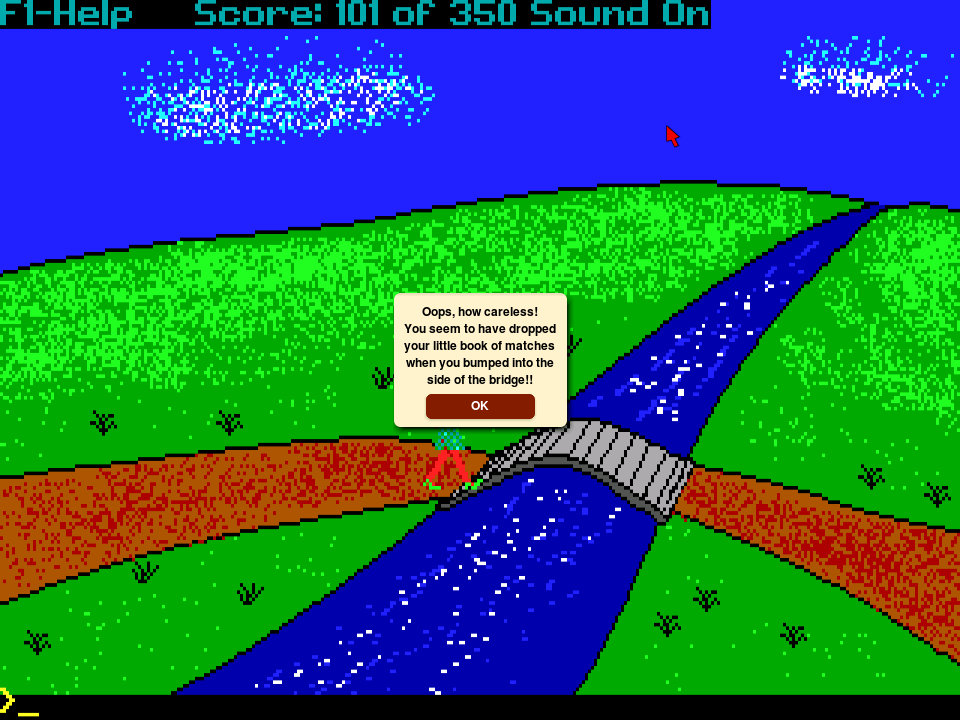 F1-Help Score: 101 of 350 Sound On
Oops, how careless!
You seem to have dropped
your little book of matches
when you bumped into the
side of the bridge!!
OK
>_